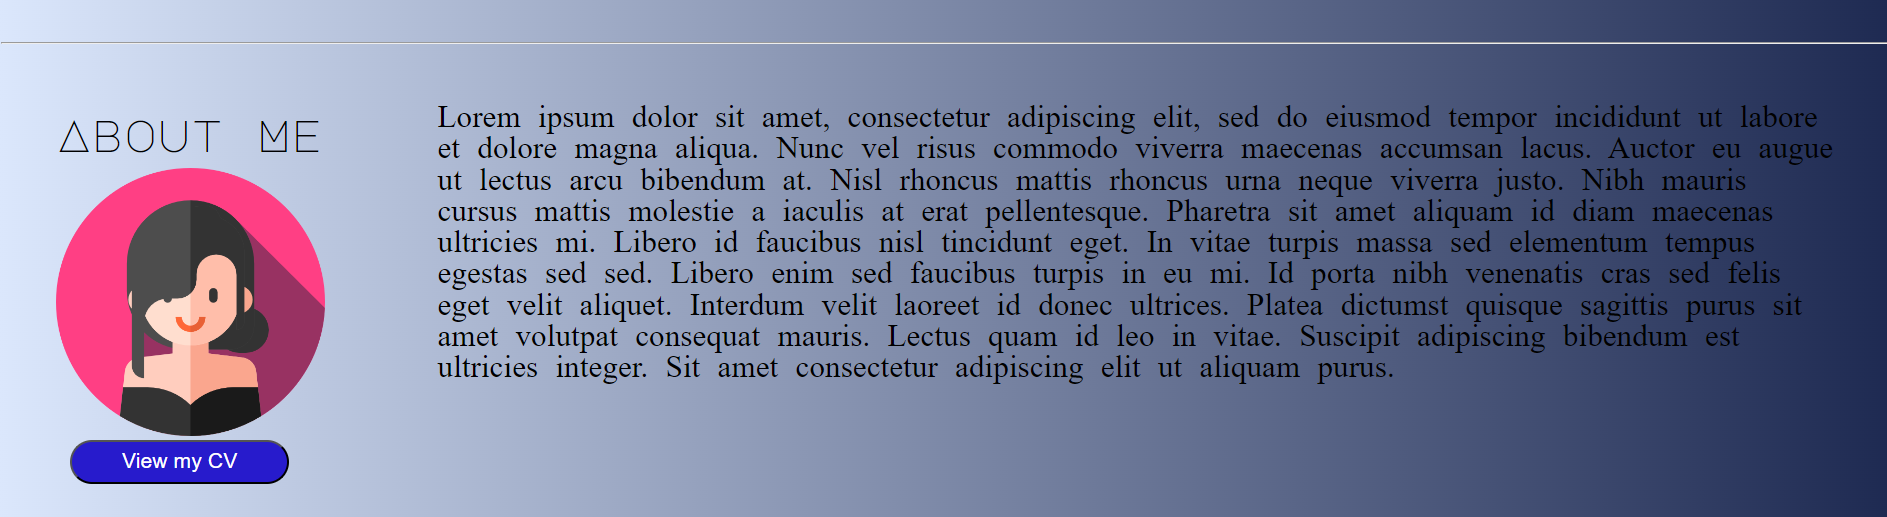 ABOUT ME
Lorem ipsum dolor sit amet, consectetur adipiscing elit, sed do eiusmod tempor incididunt ut labore
et dolore magna aliqua. Nunc vel risus commodo viverra maecenas accumsan lacus. Auctor eu augue
ut lectus arcu bibendum at. Nisl rhoncus mattis rhoncus urna neque viverra justo. Nibh mauris
cursus mattis molestie a iaculis at erat pellentesque. Pharetra sit amet aliquam id diam maecenas
ultricies mi. Libero id faucibus nisl tincidunt eget. In vitae turpis massa sed elementum tempus
egestas sed sed. Libero enim sed faucibus turpis in eu mi. Id porta nibh venenatis cras sed felis
eget velit aliquet. Interdum velit laoreet id donec ultrices. Platea dictumst quisque sagittis purus sit
amet volutpat consequat mauris. Lectus quam id leo in vitae. Suscipit adipiscing bibendum est
ultricies integer. Sit amet consectetur adipiscing elit ut aliquam purus.
View my CV